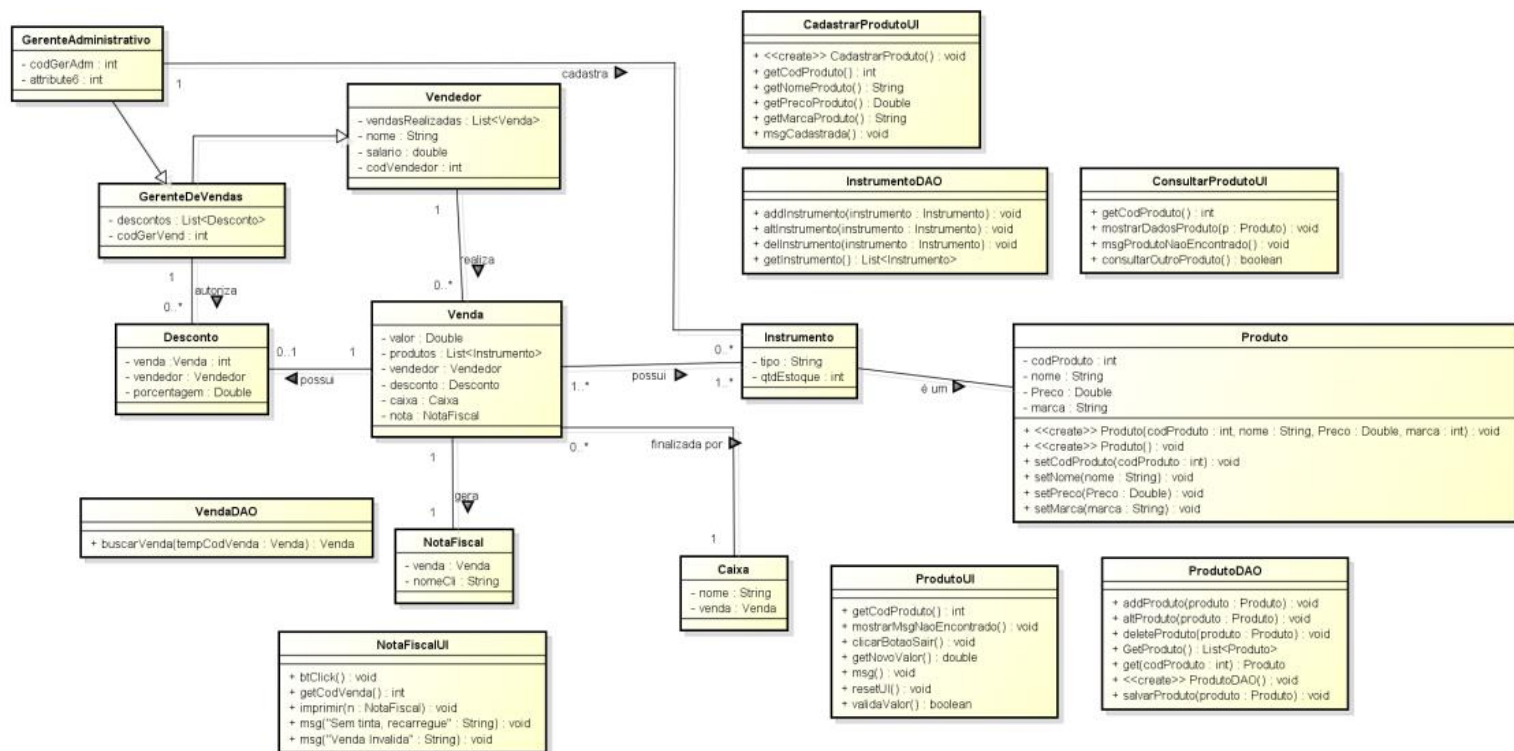 GerenteAdministrativo
- codGerAdm : int
- attribute6 : int
1
cadastra
Vendedor
- vendasRealizadas : List<Venda>
- nome : String
- salario : double
- codVendedor : int
CadastrarProdutoUI
+ <<create>> CadastrarProduto() : void
+ getCodProduto() : int
+ getNomeProduto() : String
+ getPrecoProduto() : Double
+ getMarcaProduto() : String
+ msgCadastrada() : void
GerenteDeVendas
- descontos : List<Desconto>
- codGerVend : int
1
realiza
0..*
InstrumentoDAO
+ addInstrumento(instrumento : Instrumento) : void
+ altInstrumento(instrumento : Instrumento) : void
+ delInstrumento(instrumento : Instrumento) : void
+ getInstrumento() : List<Instrumento>
ConsultarProdutoUI
+ getCodProduto() : int
+ mostrarDadosProduto(p : Produto) : void
+ msgProdutoNaoEncontrado() : void
+ consultarOutroProduto() : boolean
1
autoriza
0..*
Desconto
- venda :Venda : int
- vendedor : Vendedor
- porcentagem : Double
0..1
1
possui
Venda
- valor : Double
- produtos : List<Instrumento>
- vendedor : Vendedor
- desconto : Desconto
- caixa : Caixa
- nota : NotaFiscal
1..*
possui
0..*
1..*
Instrumento
- tipo : String
- qtdEstoque : int
é um
Produto
- codProduto : int
- nome : String
- Preco : Double
- marca : String
+ <<create>> Produto(codProduto : int, nome : String, Preco : Double, marca : int) : void
+ <<create>> Produto() : void
+ setCodProduto(codProduto : int) : void
+ setNome(nome : String) : void
+ setPreco(Preco : Double) : void
+ setMarca(marca : String) : void
0..*
finalizada por
1
1
gera
1
VendaDAO
+ buscarVenda(tempCodVenda : Venda) : Venda
NotaFiscal
- venda : Venda
- nomeCli : String
Caixa
- nome : String
- venda : Venda
ProdutoUI
+ getCodProduto() : int
+ mostrarMsgNaoEncontrado() : void
+ clicarBotaoSair() : void
+ getNovoValor() : double
+ msg() : void
+ resetUI() : void
+ validaValor() : boolean
ProdutoDAO
+ addProduto(produto : Produto) : void
+ altProduto(produto : Produto) : void
+ deleteProduto(produto : Produto) : void
+ GetProduto() : List<Produto>
+ get(codProduto : int) : Produto
+ <<create>> ProdutoDAO() : void
+ salvarProduto(produto : Produto) : void
NotaFiscalUI
+ btClick() : void
+ getCodVenda() : int
+ imprimir(n : NotaFiscal) : void
+ msg("Sem tinta, recarregue" : String) : void
+ msg("Venda Invalida" : String) : void